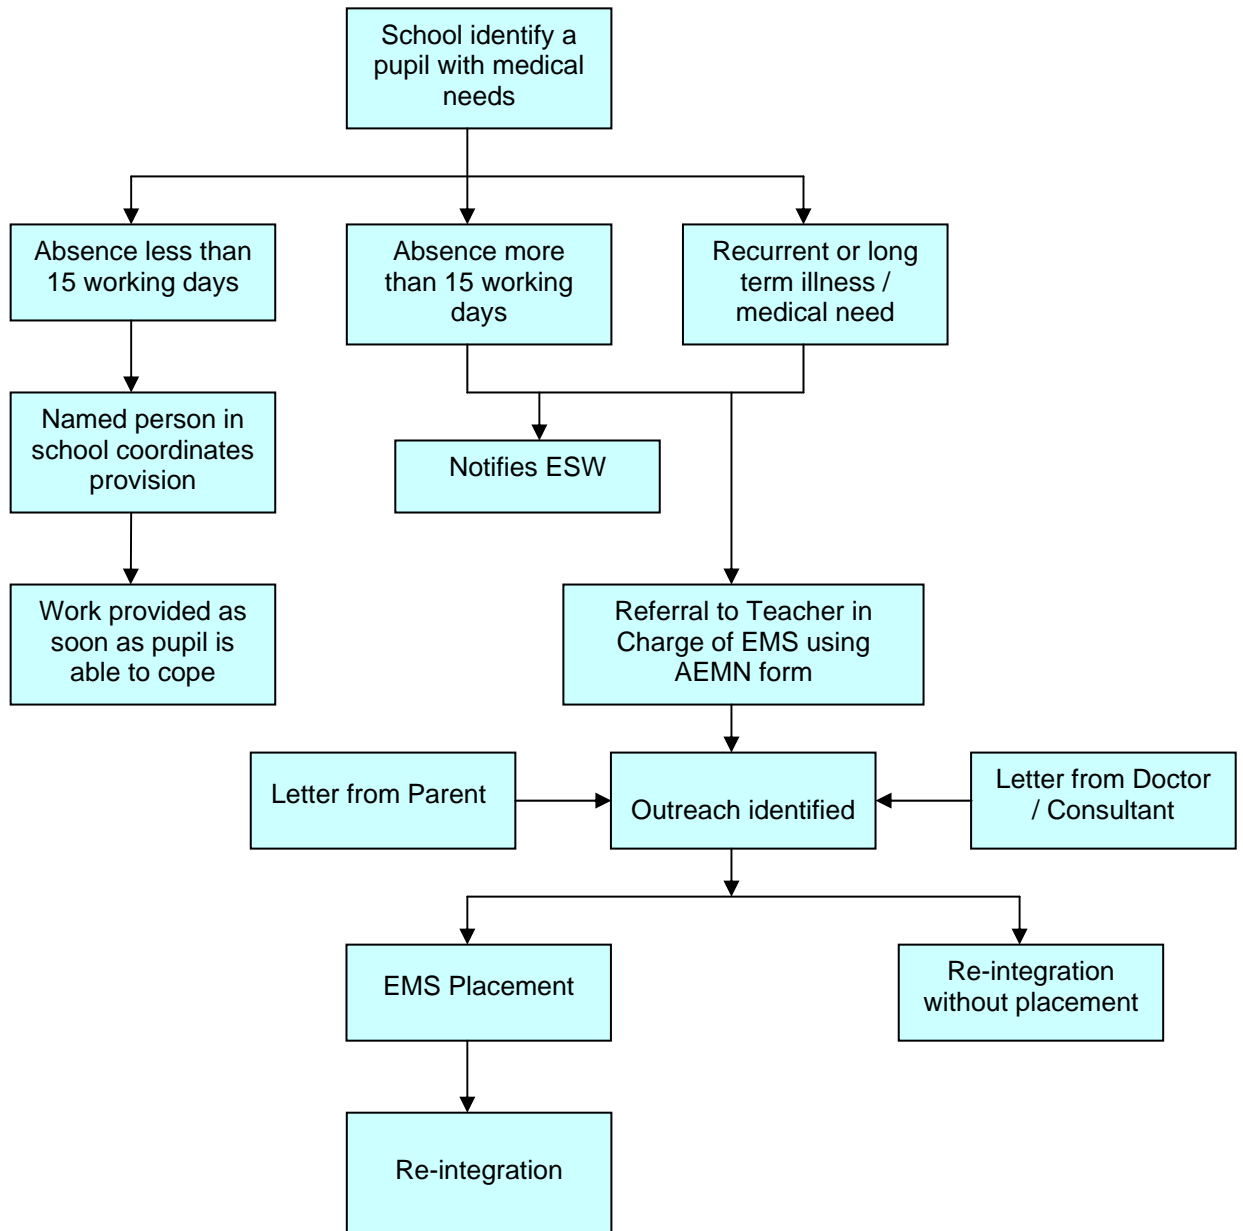 School identify a
pupil with medical
needs
Absence less than
15 working days
Absence more
than 15 working
days
Recurrent or long
term illness /
medical need
Named person in
school coordinates
provision
Notifies ESW
Work provided as
soon as pupil is
able to cope
Referral to Teacher in
Charge of EMS using
AEMN form
Letter from Parent
Outreach identified
Letter from Doctor
/ Consultant
EMS Placement
Re-integration
without placement
Re-integration